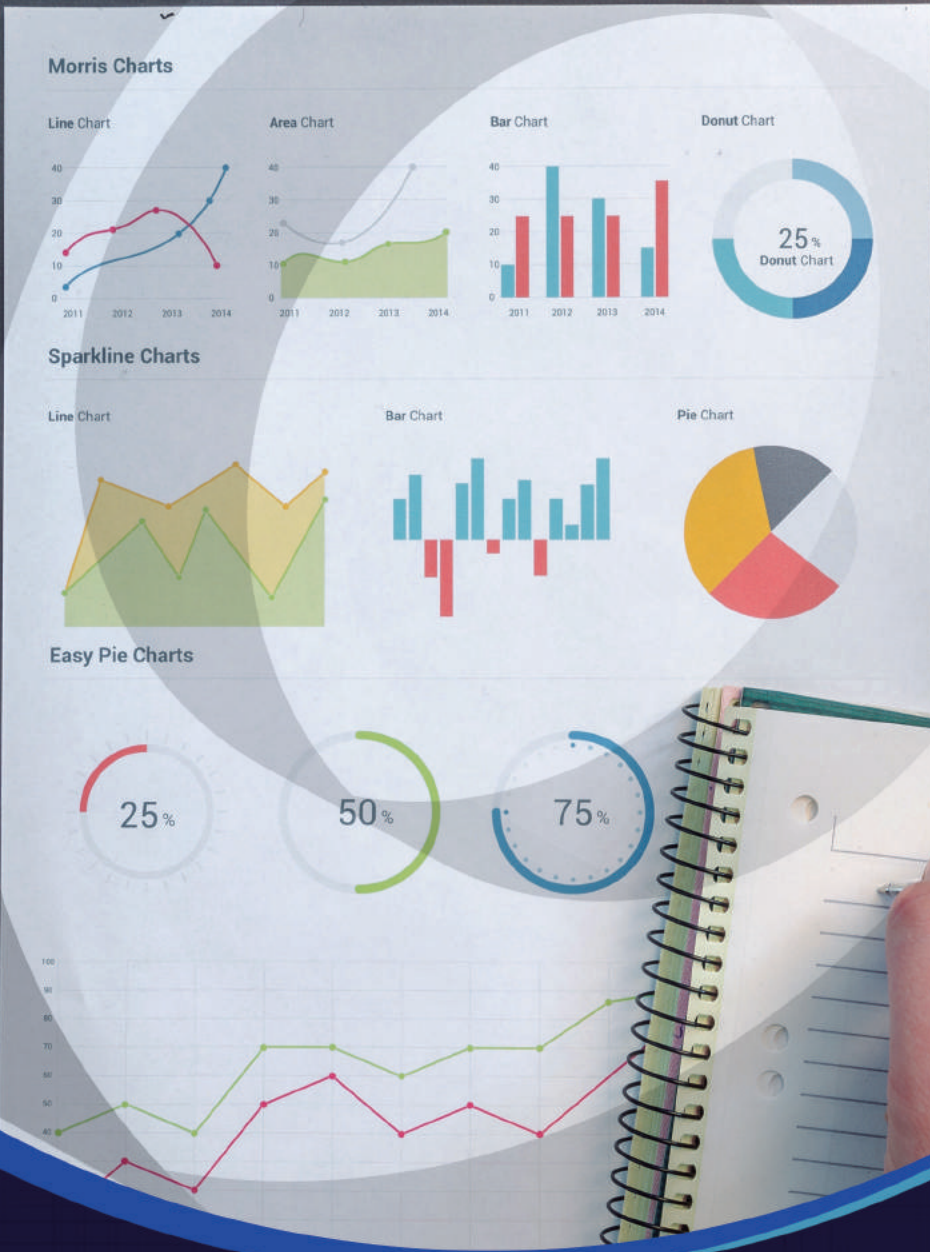 Morris Charts
Line Chart
Area Chart
Bar Chart
Donut Chart
40
30
20
10
0
2011 2012 2013 2014
40
30
20
10
0
2011 2012 2013 2014
40
30
20
10
0
2011 2012 2013 2014
25%
Donut Chart
Sparkline Charts
Line Chart
Bar Chart
Pie Chart
Easy Pie Charts
25%
50%
75%
100
90
80
70
60
50
40